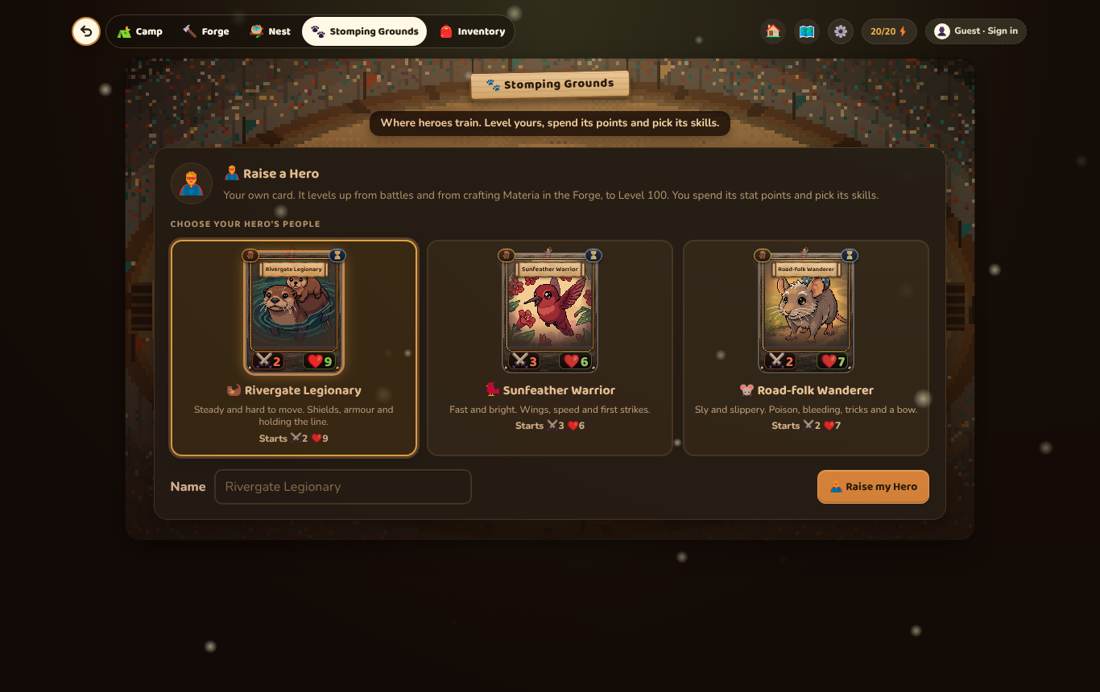 Camp
Forge
Nest
Stomping Grounds
Inventory
20/20
Guest · Sign in
Stomping Grounds
Where heroes train. Level yours, spend its points and pick its skills.
Raise a Hero
Your own card. It levels up from battles and from crafting Materia in the Forge, to Level 100. You spend its stat points and pick its skills.
CHOOSE YOUR HERO'S PEOPLE
Rivergate Legionary
2
9
Rivergate Legionary
Steady and hard to move. Shields, armour and
holding the line.
Starts 2 9
Sunfeather Warrior
3
6
Sunfeather Warrior
Fast and bright. Wings, speed and first strikes.
Starts 3 6
Road-folk Wanderer
2
7
Road-folk Wanderer
Sly and slippery. Poison, bleeding, tricks and a bow.
Starts 2 7
Name
Rivergate Legionary
Raise my Hero